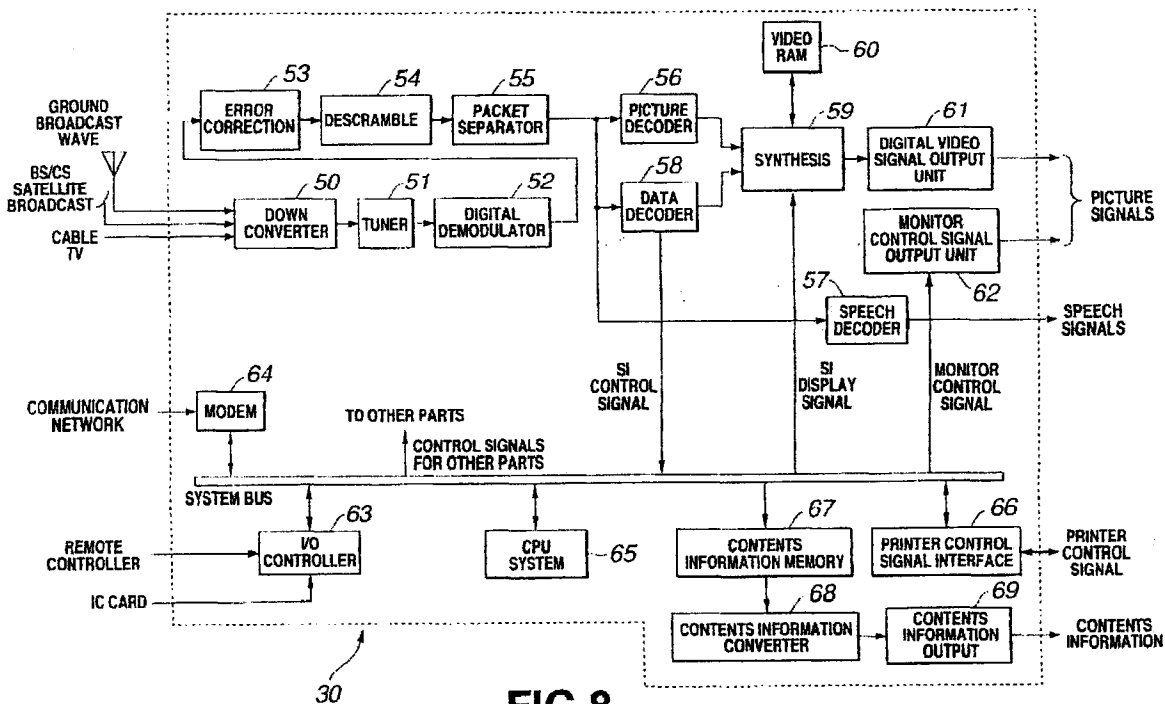 VIDEO
RAM
60
53
54
55
56
59
61
ERROR
CORRECTION
DESCRAMBLE
PACKET
SEPARATOR
PICTURE
DECODER
SYNTHESIS
DIGITAL VIDEO
SIGNAL OUTPUT
UNIT
GROUND
BROADCAST
WAVE
BS/CS
SATELLITE
BROADCAST
CABLE
TV
50
51
52
58
DOWN
CONVERTER
TUNER
DIGITAL
DEMODULATOR
DATA
DECODER
MONITOR
CONTROL SIGNAL
OUTPUT UNIT
62
PICTURE
SIGNALS
57
SPEECH
DECODER
SPEECH
SIGNALS
SI
CONTROL
SIGNAL
SI
DISPLAY
SIGNAL
MONITOR
CONTROL
SIGNAL
64
MODEM
COMMUNICATION
NETWORK
TO OTHER PARTS
CONTROL SIGNALS
FOR OTHER PARTS
SYSTEM BUS
63
I/O
CONTROLLER
REMOTE
CONTROLLER
IC CARD
CPU
SYSTEM
65
67
CONTENTS
INFORMATION MEMORY
66
PRINTER CONTROL
SIGNAL INTERFACE
PRINTER
CONTROL
SIGNAL
68
CONTENTS INFORMATION
CONVERTER
69
CONTENTS
INFORMATION
OUTPUT
CONTENTS
INFORMATION
30
FIG.8